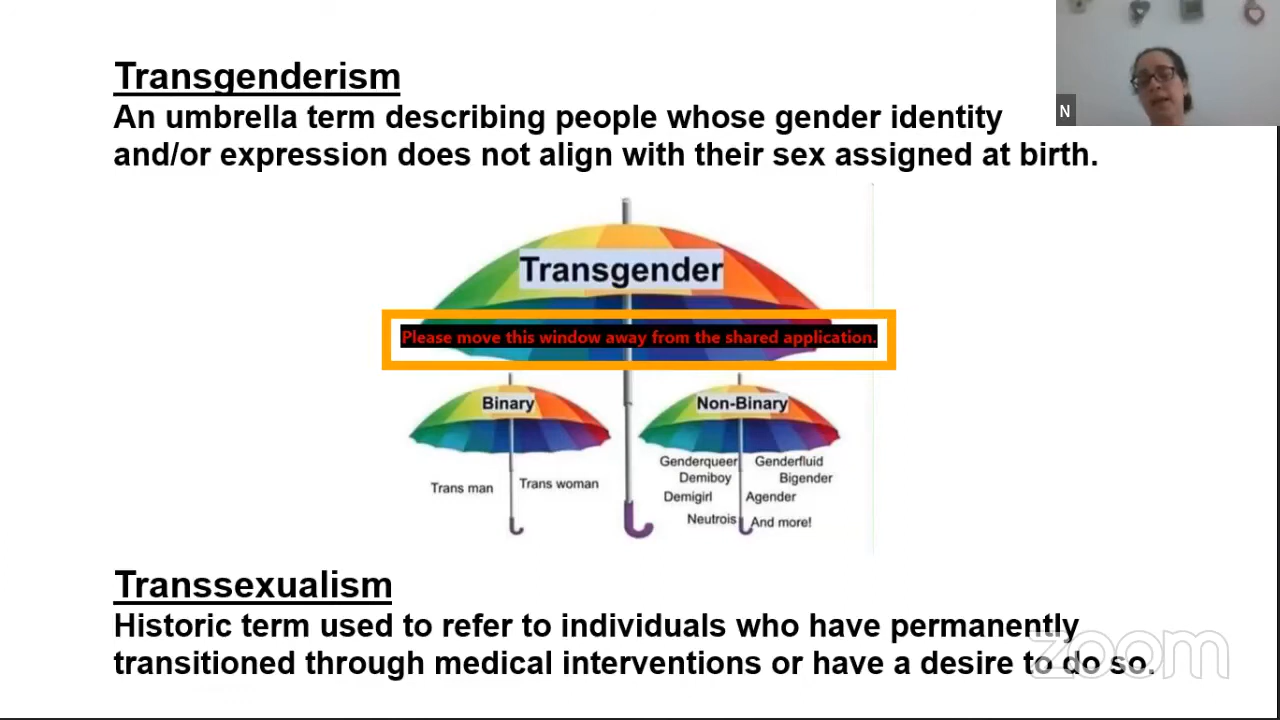 Transgenderism
An umbrella term describing people whose gender identity
and/or expression does not align with their sex assigned at birth.
N
Transgender
Please move this window away from the shared application.
Binary
Trans man
Trans woman
Non-Binary
Genderqueer
Genderfluid
Demiboy
Bigender
Demigirl
Agender
Neutrois
And more!
Transsexualism
Historic term used to refer to individuals who have permanently
transitioned through medical interventions or have a desire to do so.
zoom